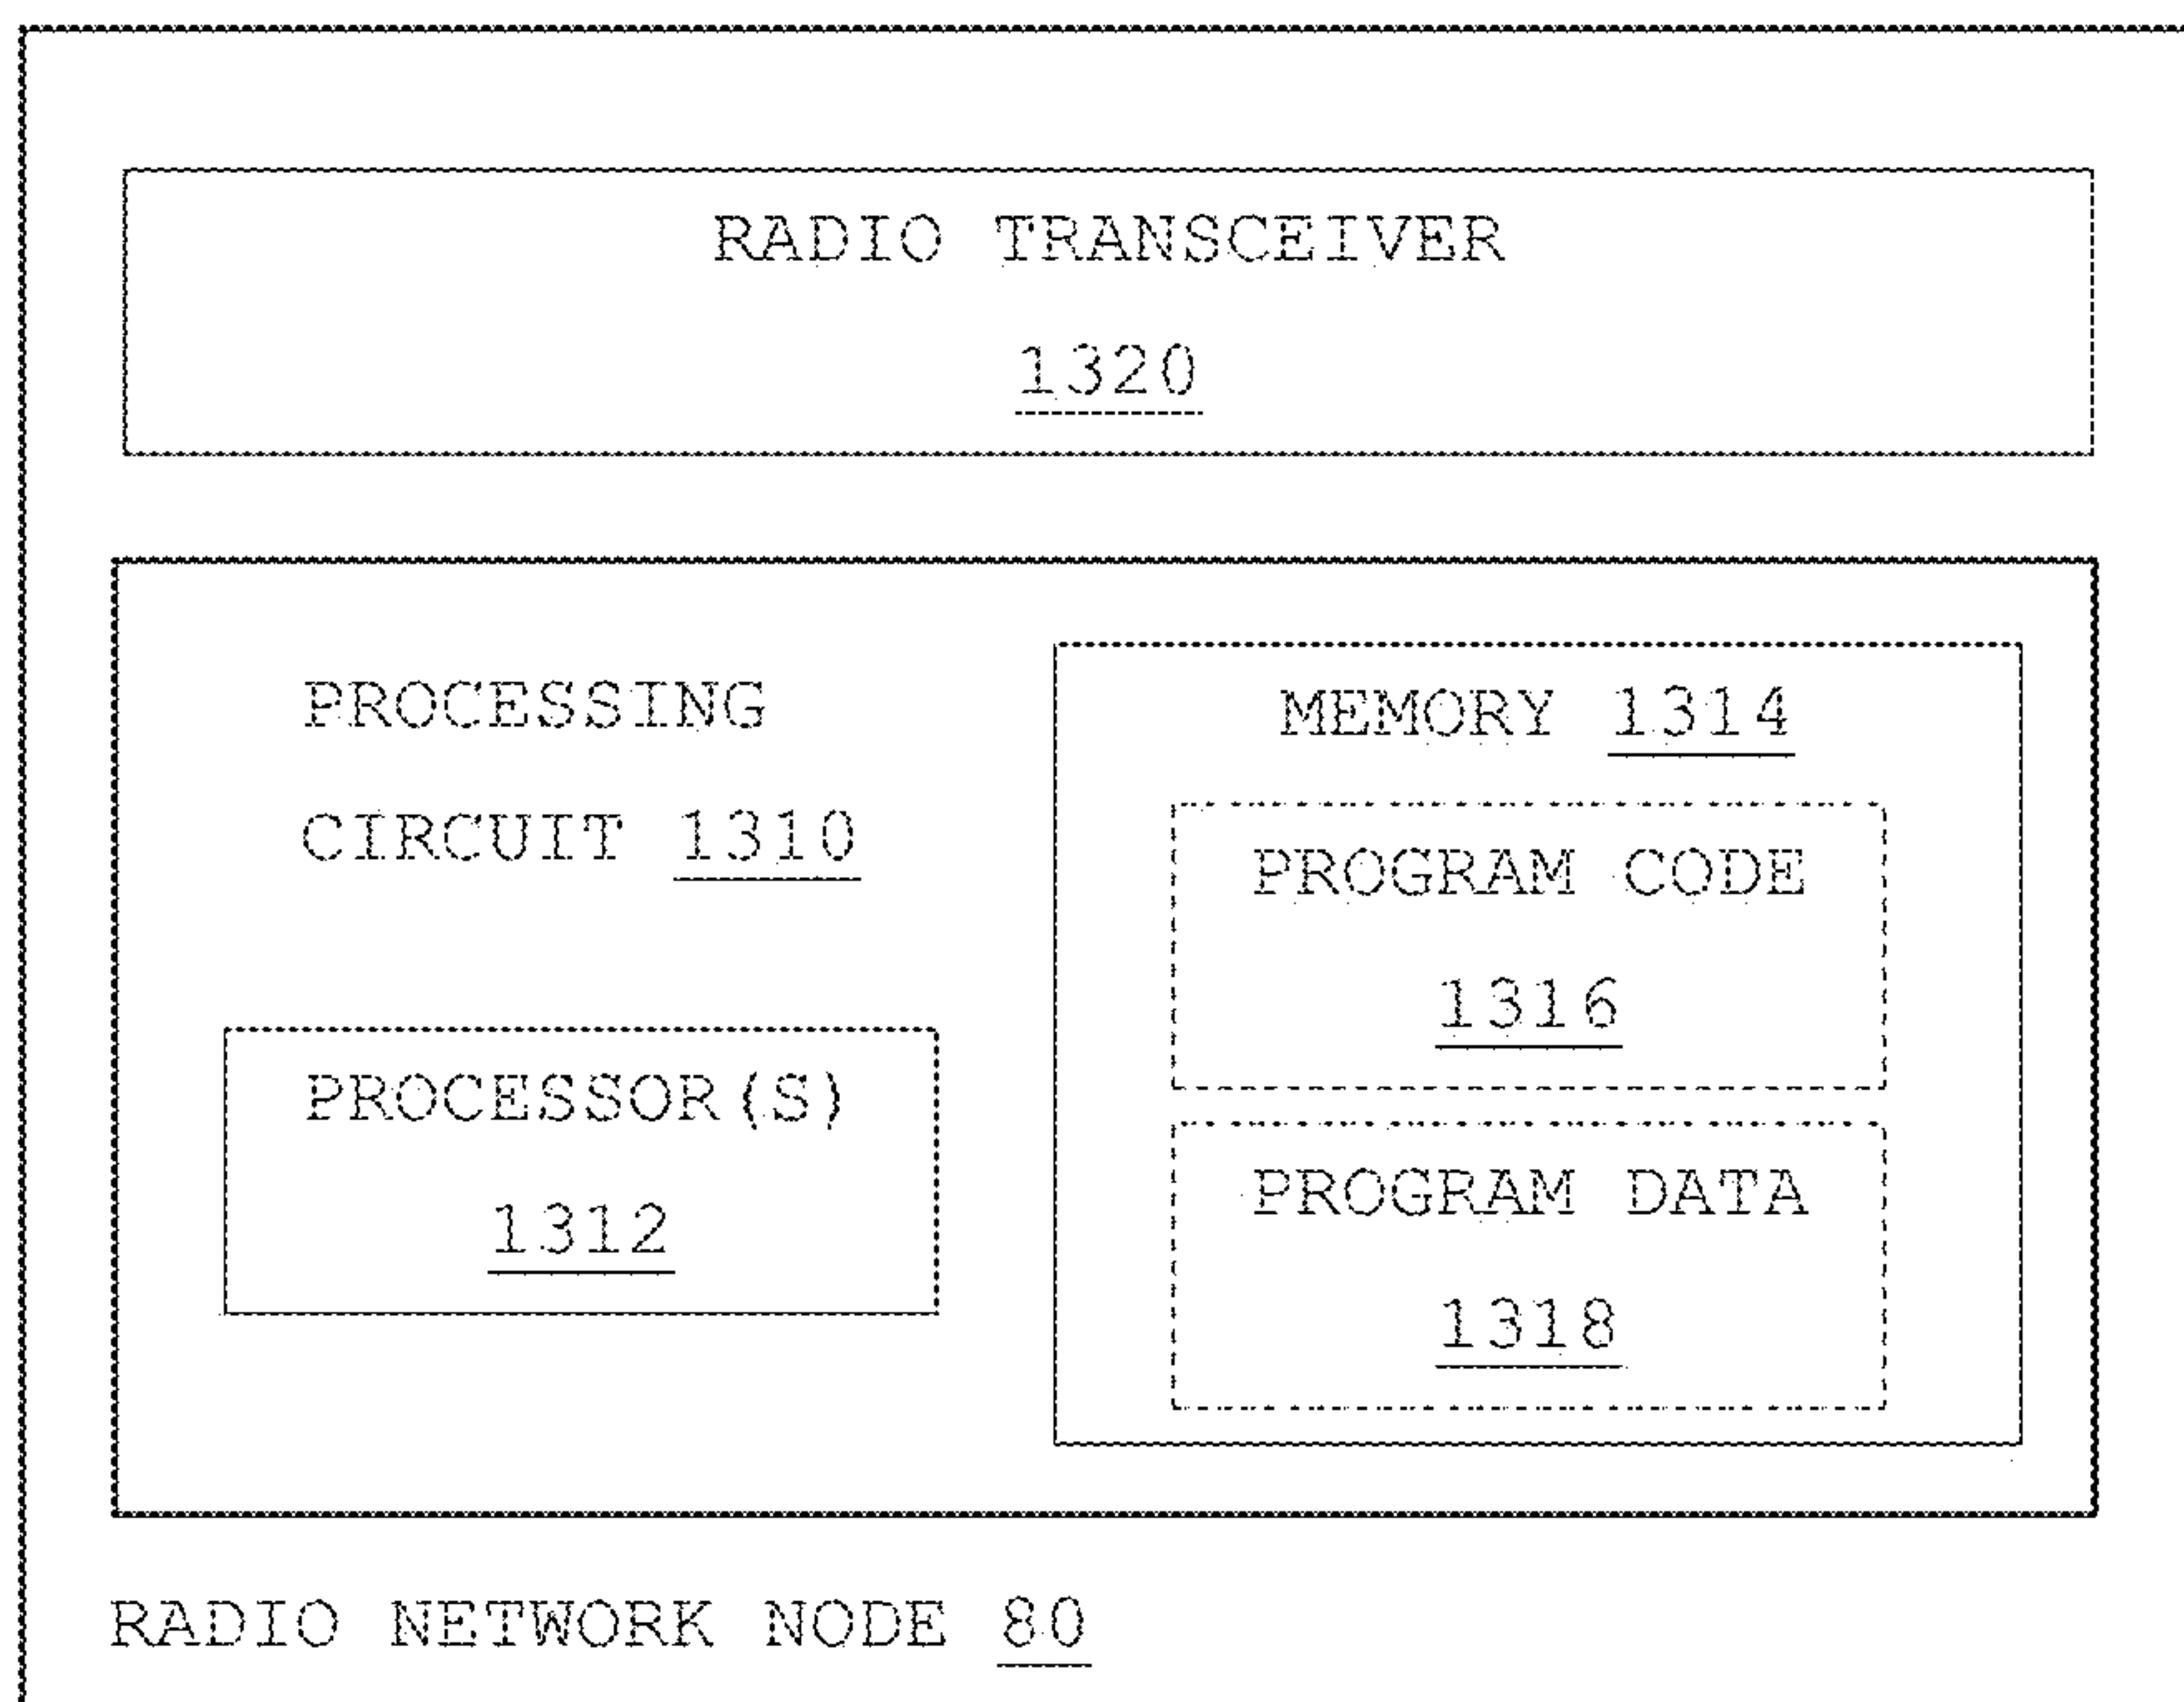 RADIO TRANSCEIVER
1320
PROCESSING
CIRCUIT 1310
PROCESSOR(S)
1312
MEMORY 1314
PROGRAM CODE
1316
PROGRAM DATA
1318
RADIO NETWORK NODE 80